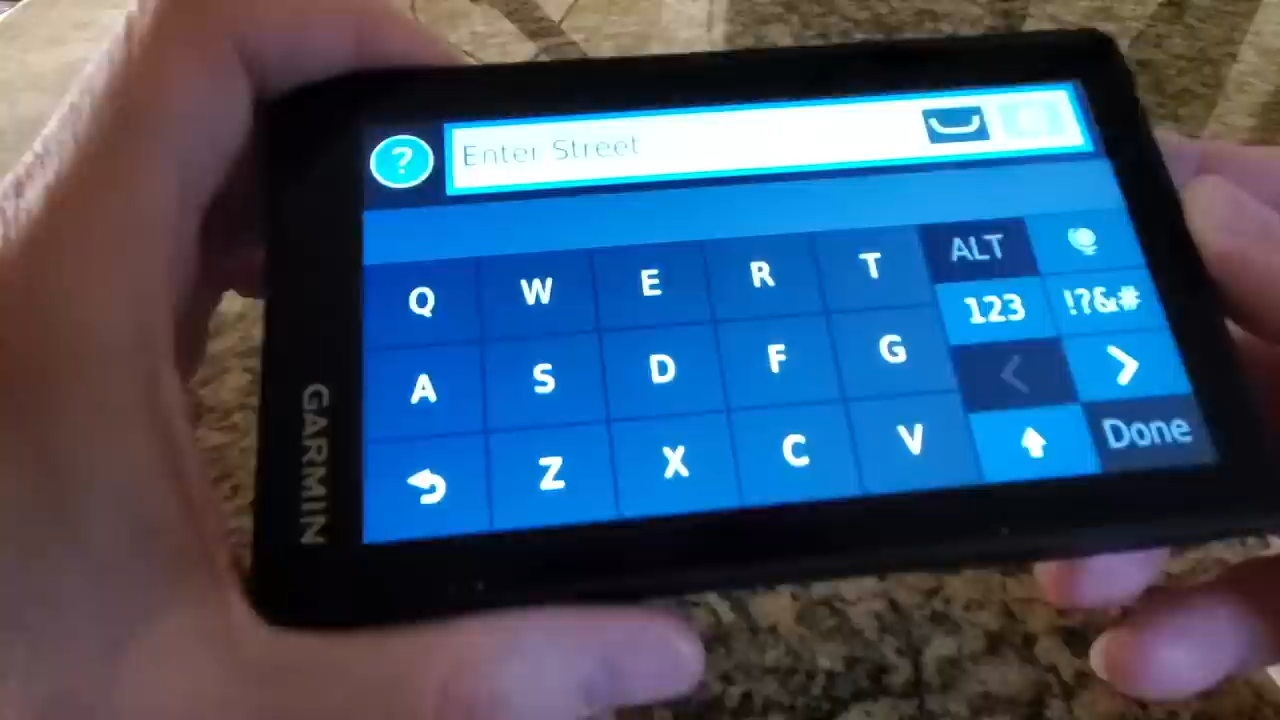 ? Enter Street
Q W E R T ALT
123 !?&#
A S D F G < >
Z X C V Done
GARMIN